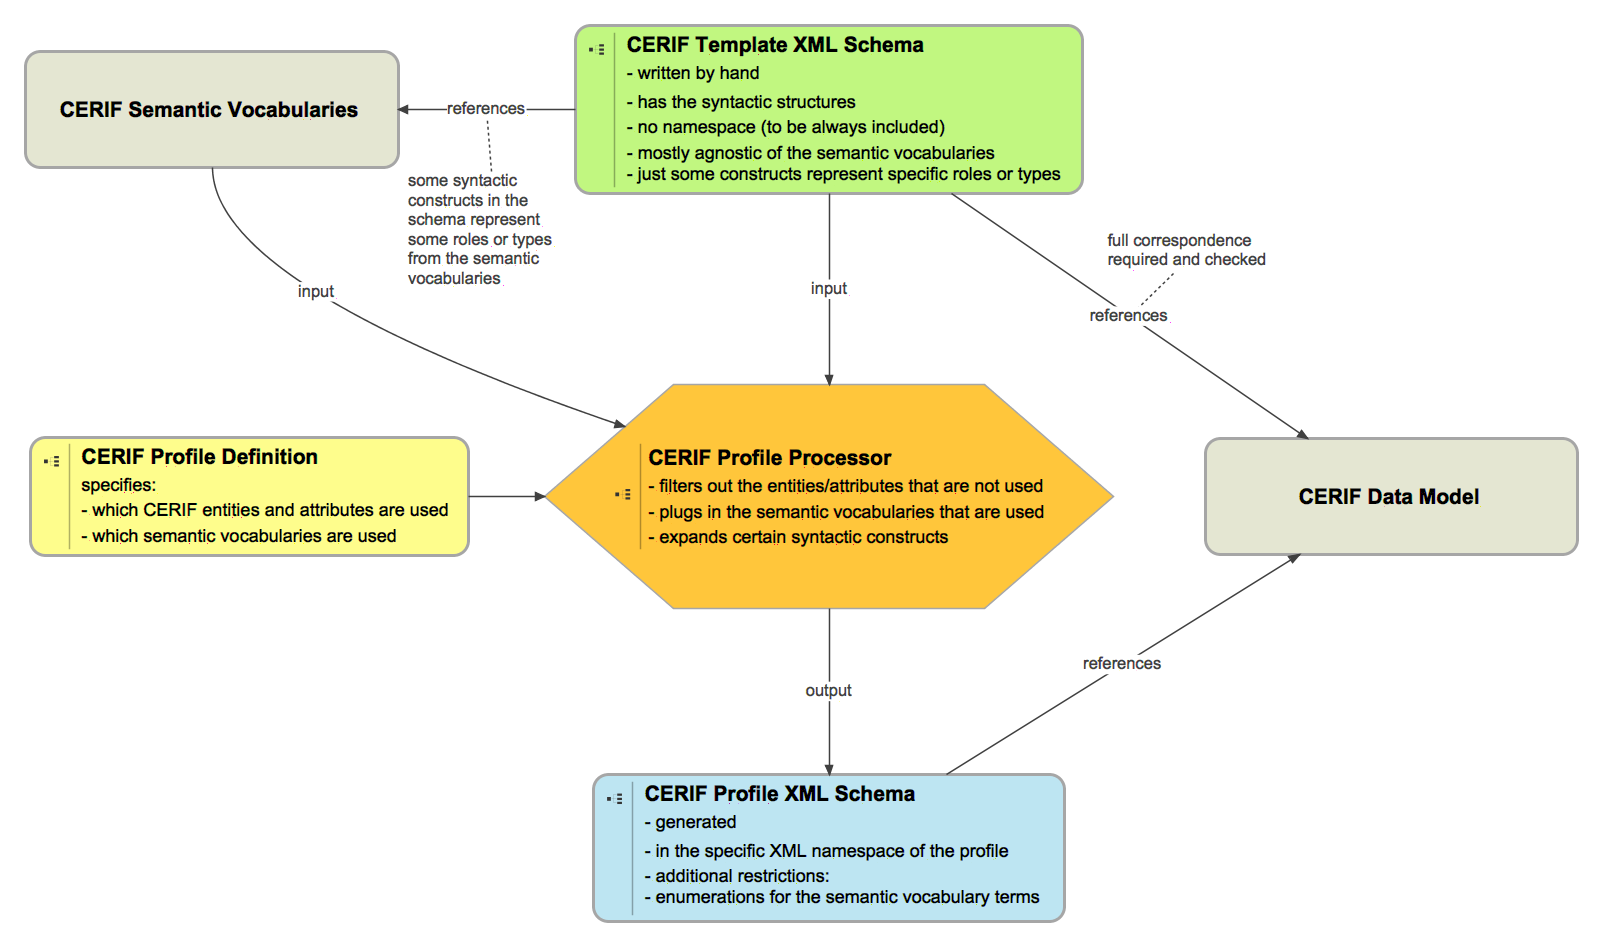 CERIF Template XML Schema
- written by hand
- has the syntactic structures
- no namespace (to be always included)
- mostly agnostic of the semantic vocabularies
- just some constructs represent specific roles or types
CERIF Semantic Vocabularies
references
some syntactic
constructs in the
schema represent
some roles or types
from the semantic
vocabularies
input
input
full correspondence
required and checked
references
CERIF Profile Definition
specifies:
- which CERIF entities and attributes are used
- which semantic vocabularies are used
CERIF Profile Processor
- filters out the entities/attributes that are not used
- plugs in the semantic vocabularies that are used
- expands certain syntactic constructs
CERIF Data Model
output
references
CERIF Profile XML Schema
- generated
- in the specific XML namespace of the profile
- additional restrictions:
- enumerations for the semantic vocabulary terms